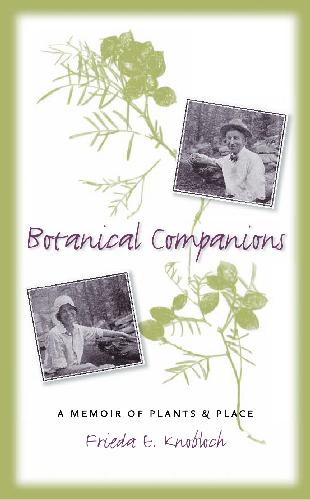 Botanical Companions
A MEMOIR OF PLANTS & PLACE
Frieda E. Knobloch